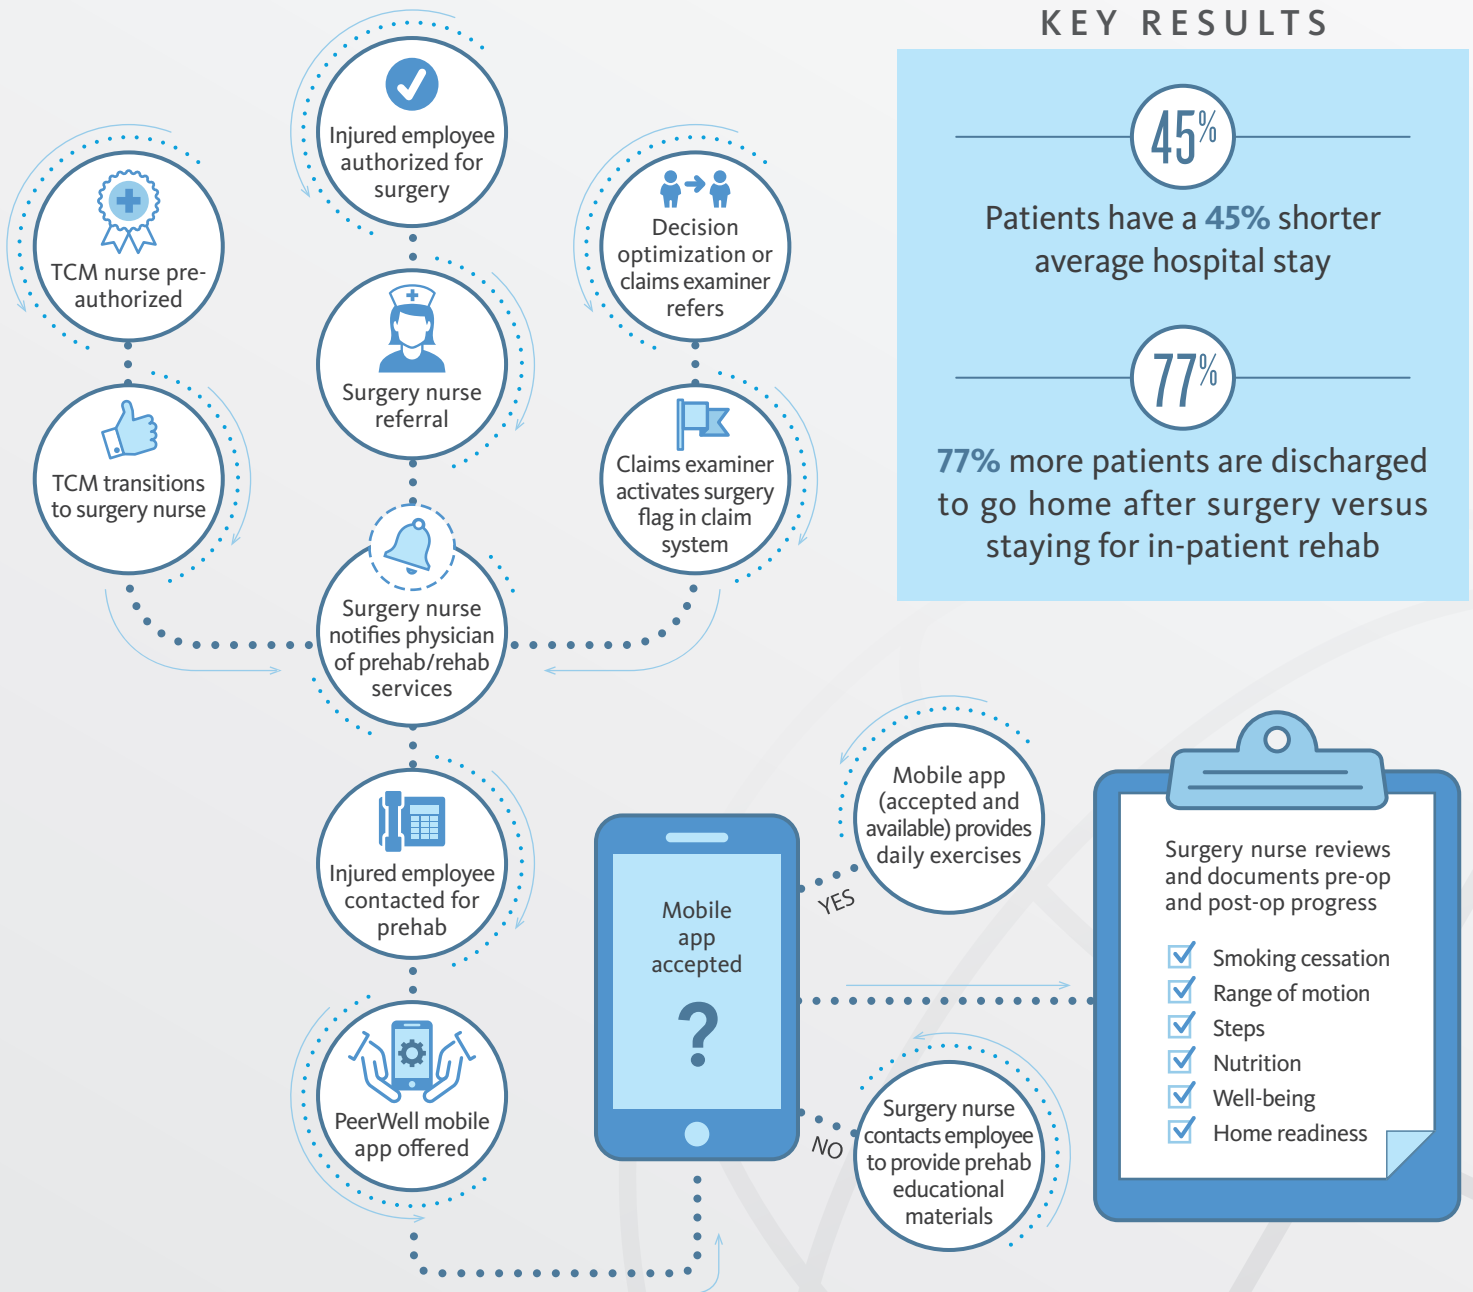 KEY RESULTS
45%
Patients have a 45% shorter
average hospital stay
77%
77% more patients are discharged
to go home after surgery versus
staying for in-patient rehab
Injured employee
authorized for
surgery
TCM nurse pre-
authorized
Decision
optimization or
claims examiner
refers
Surgery nurse
referral
TCM transitions
to surgery nurse
Claims examiner
activates surgery
flag in claim
system
Surgery nurse
notifies physician
of prehab/rehab
services
Injured employee
contacted for
prehab
PeerWell mobile
app offered
Mobile
app
accepted
?
YES
Mobile app
(accepted and
available) provides
daily exercises
NO
Surgery nurse
contacts employee
to provide prehab
educational
materials
Surgery nurse reviews
and documents pre-op
and post-op progress
Smoking cessation
Range of motion
Steps
Nutrition
Well-being
Home readiness